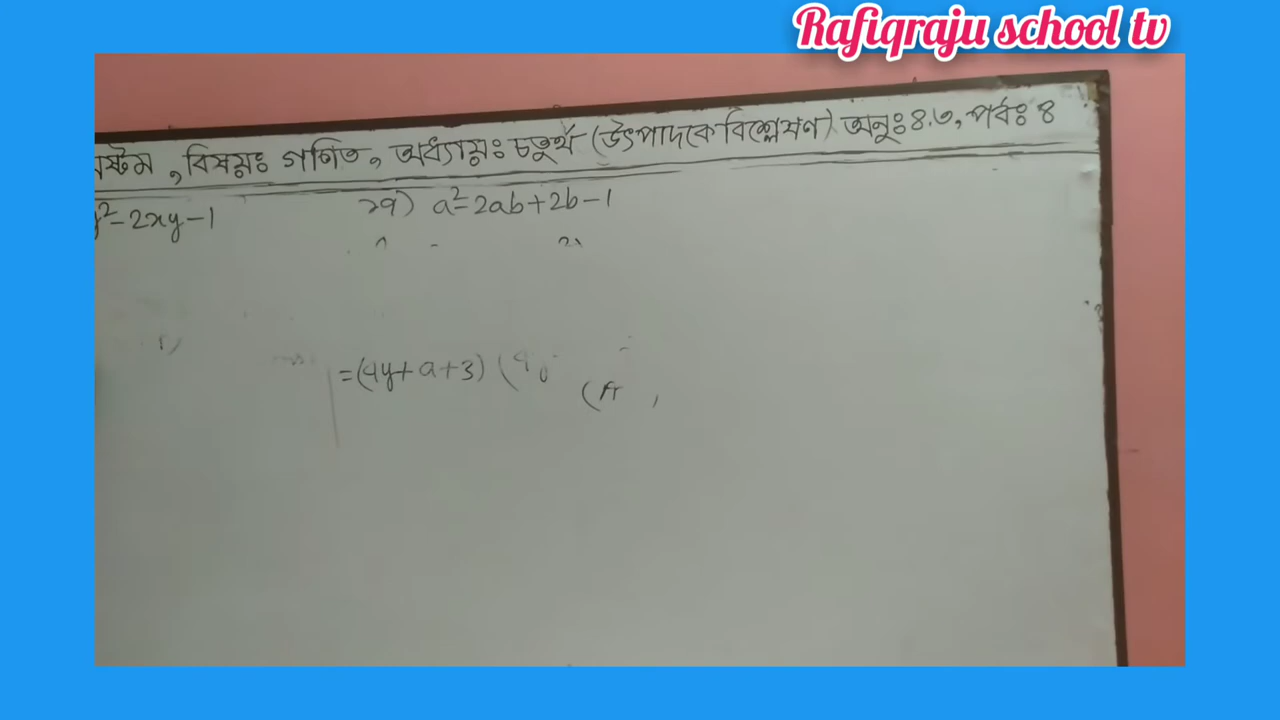 Rafiqraju school tv
ষ্টম , বিষয়ঃ গণিত, অধ্যায়ঃ চতুর্থ (উৎপাদকে বিশ্লেষণ) অনুঃ ৪.৩, পর্বঃ ৪
y²-2xy-1
১৭) a²-2ab+2b-1
=(4y+a+3)